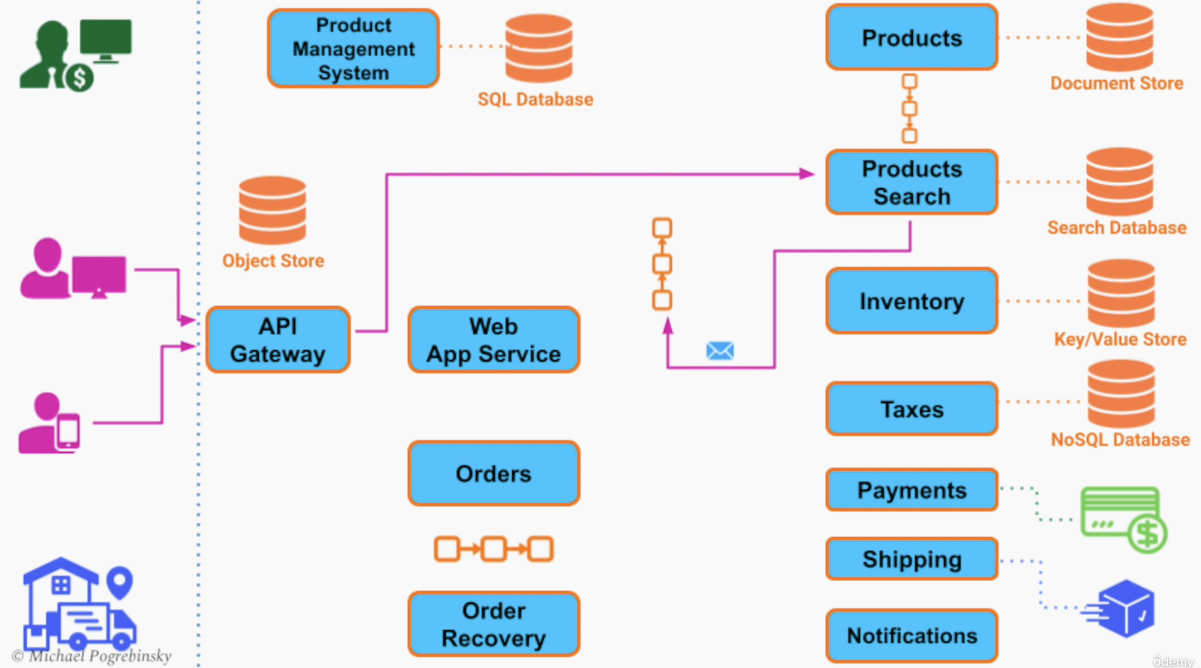 Product
Management
System
SQL Database
Products
Document Store
Products
Search
Search Database
Object Store
API
Gateway
Web
App Service
Inventory
Key/Value Store
Taxes
NoSQL Database
Orders
Payments
Shipping
Order
Recovery
Notifications
© Michael Pogrebinsky
ûdemy